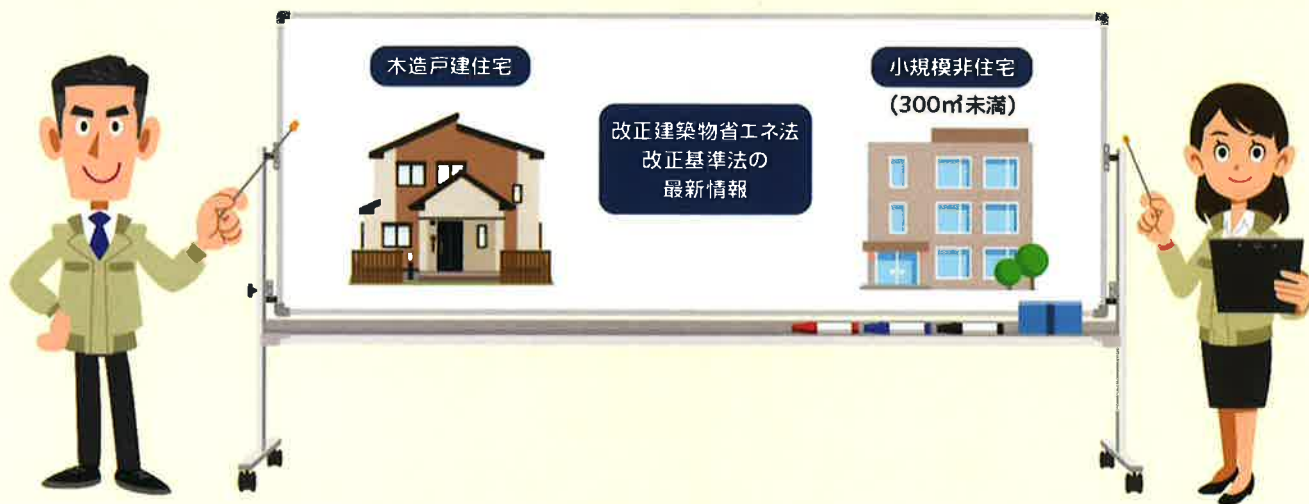 木造戸建住宅
小規模非住宅
(300㎡未満)
改正建築物省エネ法
改正基準法の
最新情報